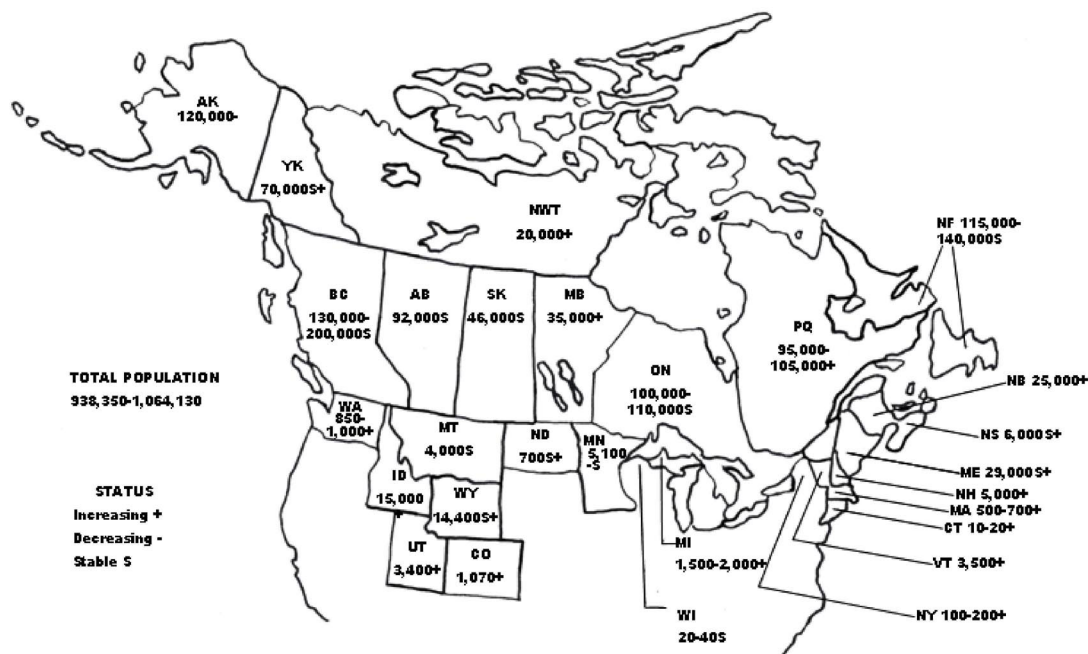 AK
120,000-
YK
70,000S+
NWT
20,000+
NF 115,000-
140,000S
BC
130,000-
200,000S
AB
92,000S
SK
46,000S
MB
35,000+
PQ
95,000-
105,000+
ON
100,000-
110,000S
TOTAL POPULATION
938,350-1,064,130
NB 25,000+
WA
850-
1,000+
NS 6,000S+
MT
4,000S
ND
700S+
MN
5,100
-S
ME 29,000S+
ID
15,000
+
WY
14,400S+
NH 5,000+
MA 500-700+
CT 10-20+
STATUS
Increasing +
Decreasing -
Stable S
UT
3,400+
CO
1,070+
MI
1,500-2,000+
VT 3,500+
NY 100-200+
WI
20-40S